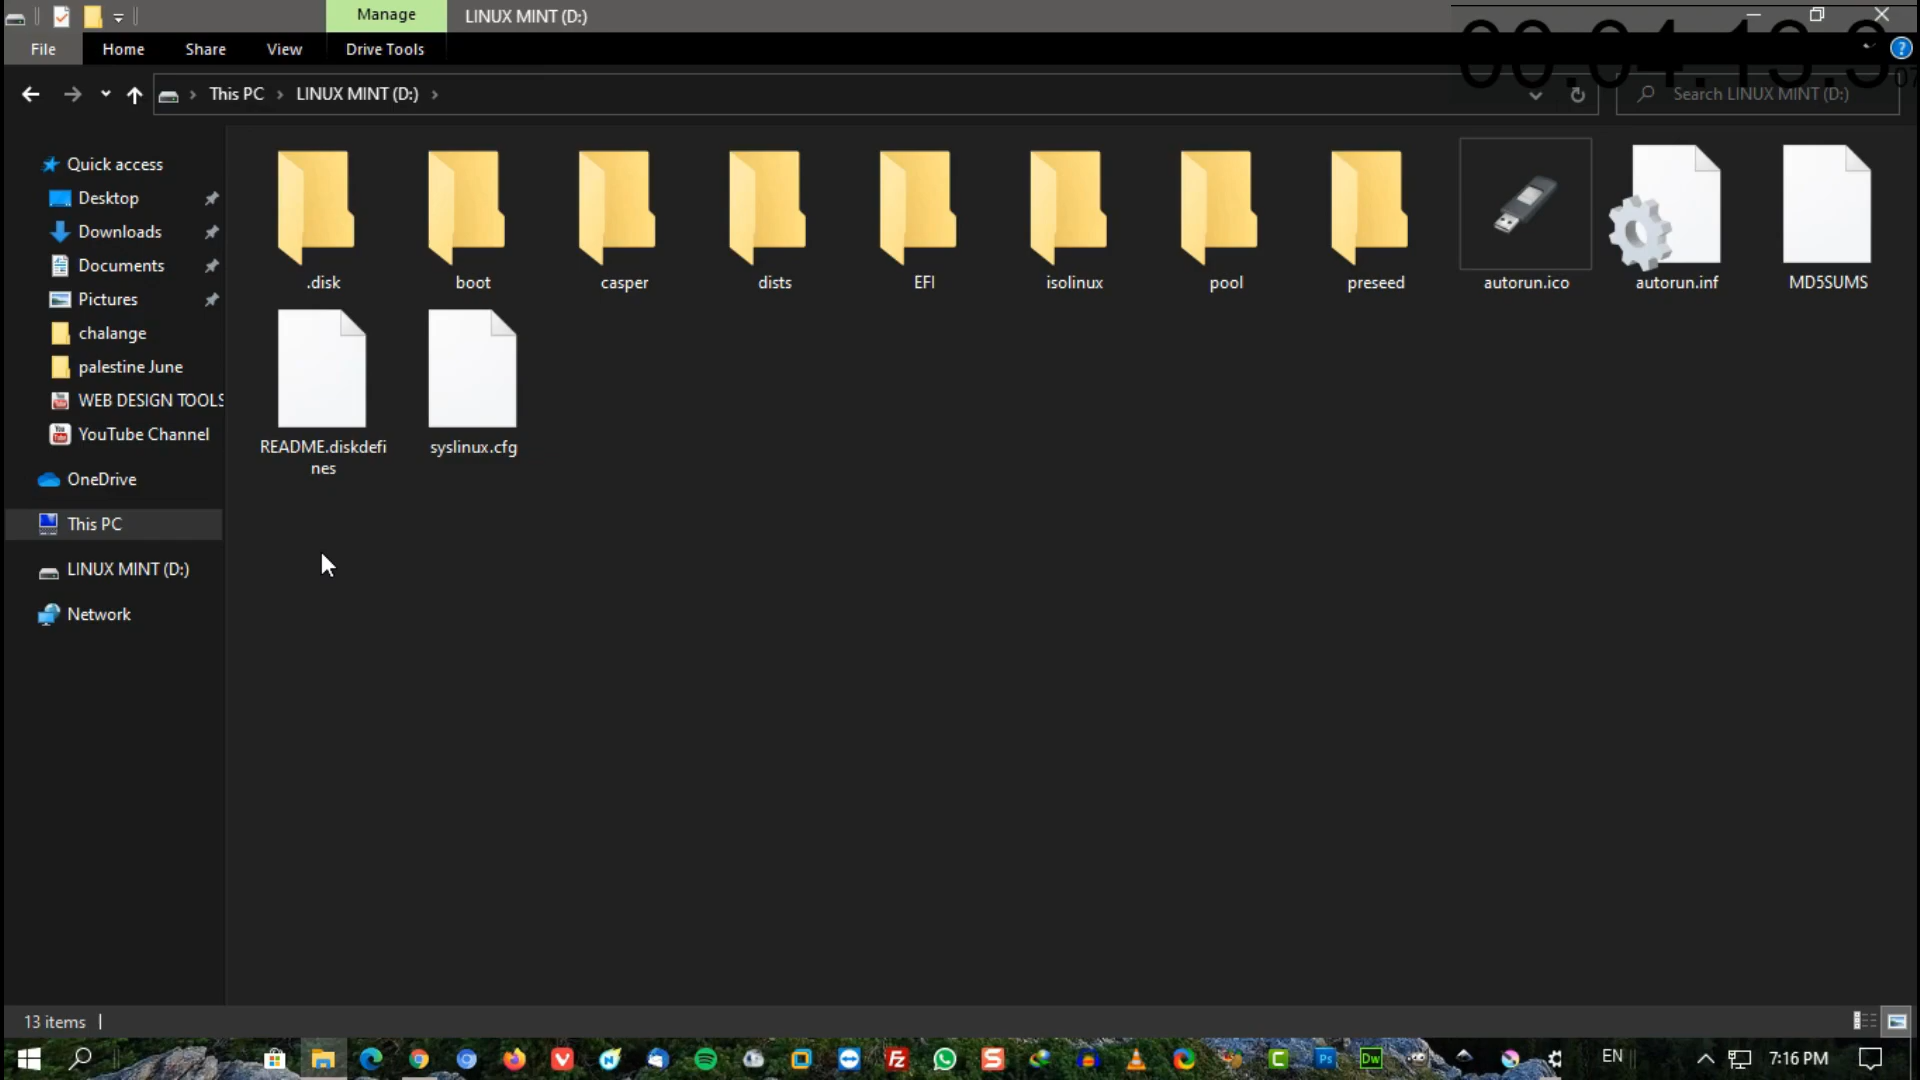 Manage
LINUX MINT (D:)
File
Home
Share
View
Drive Tools
This PC
LINUX MINT (D:)
Search LINUX MINT (D:)
Quick access
Desktop
Downloads
Documents
Pictures
chalange
palestine June
WEB DESIGN TOOLS
YouTube Channel
OneDrive
This PC
LINUX MINT (D:)
Network
.disk
boot
casper
dists
EFI
isolinux
pool
preseed
autorun.ico
autorun.inf
MD5SUMS
README.diskdefi
nes
syslinux.cfg
13 items
EN
7:16 PM